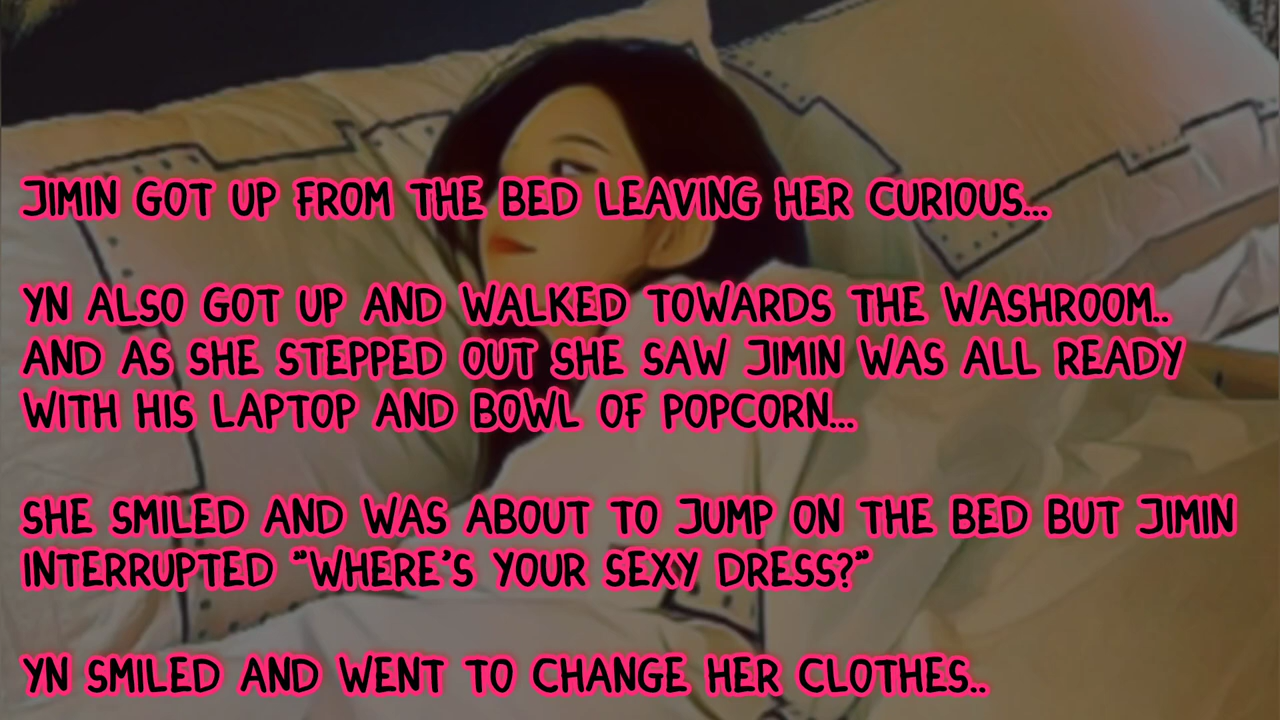 JIMIN GOT UP FROM THE BED LEAVING HER CURIOUS...
YN ALSO GOT UP AND WALKED TOWARDS THE WASHROOM..
AND AS SHE STEPPED OUT SHE SAW JIMIN WAS ALL READY
WITH HIS LAPTOP AND BOWL OF POPCORN...
SHE SMILED AND WAS ABOUT TO JUMP ON THE BED BUT JIMIN
INTERRUPTED "WHERE'S YOUR SEXY DRESS?"
YN SMILED AND WENT TO CHANGE HER CLOTHES..